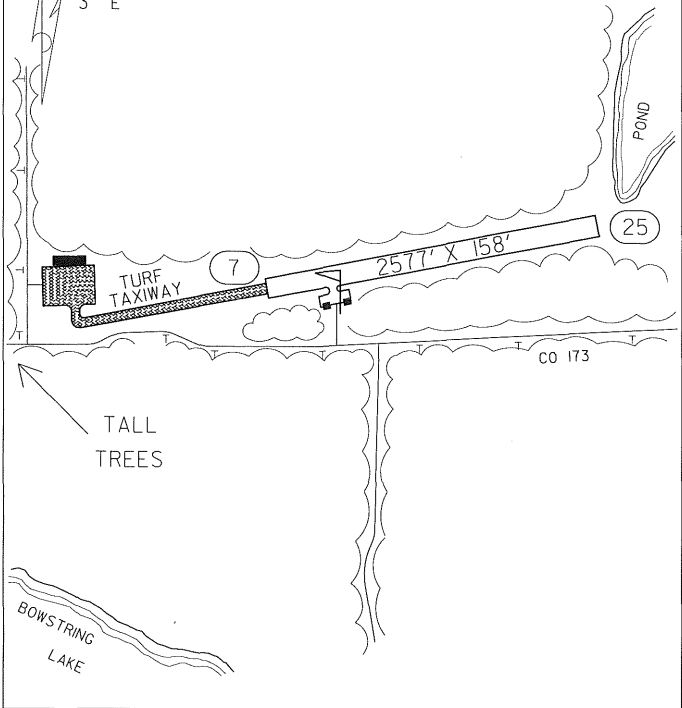 S E
POND
25
7
2577' X 158'
TURF
TAXIWAY
CO 173
TALL
TREES
BOWSTRING
LAKE